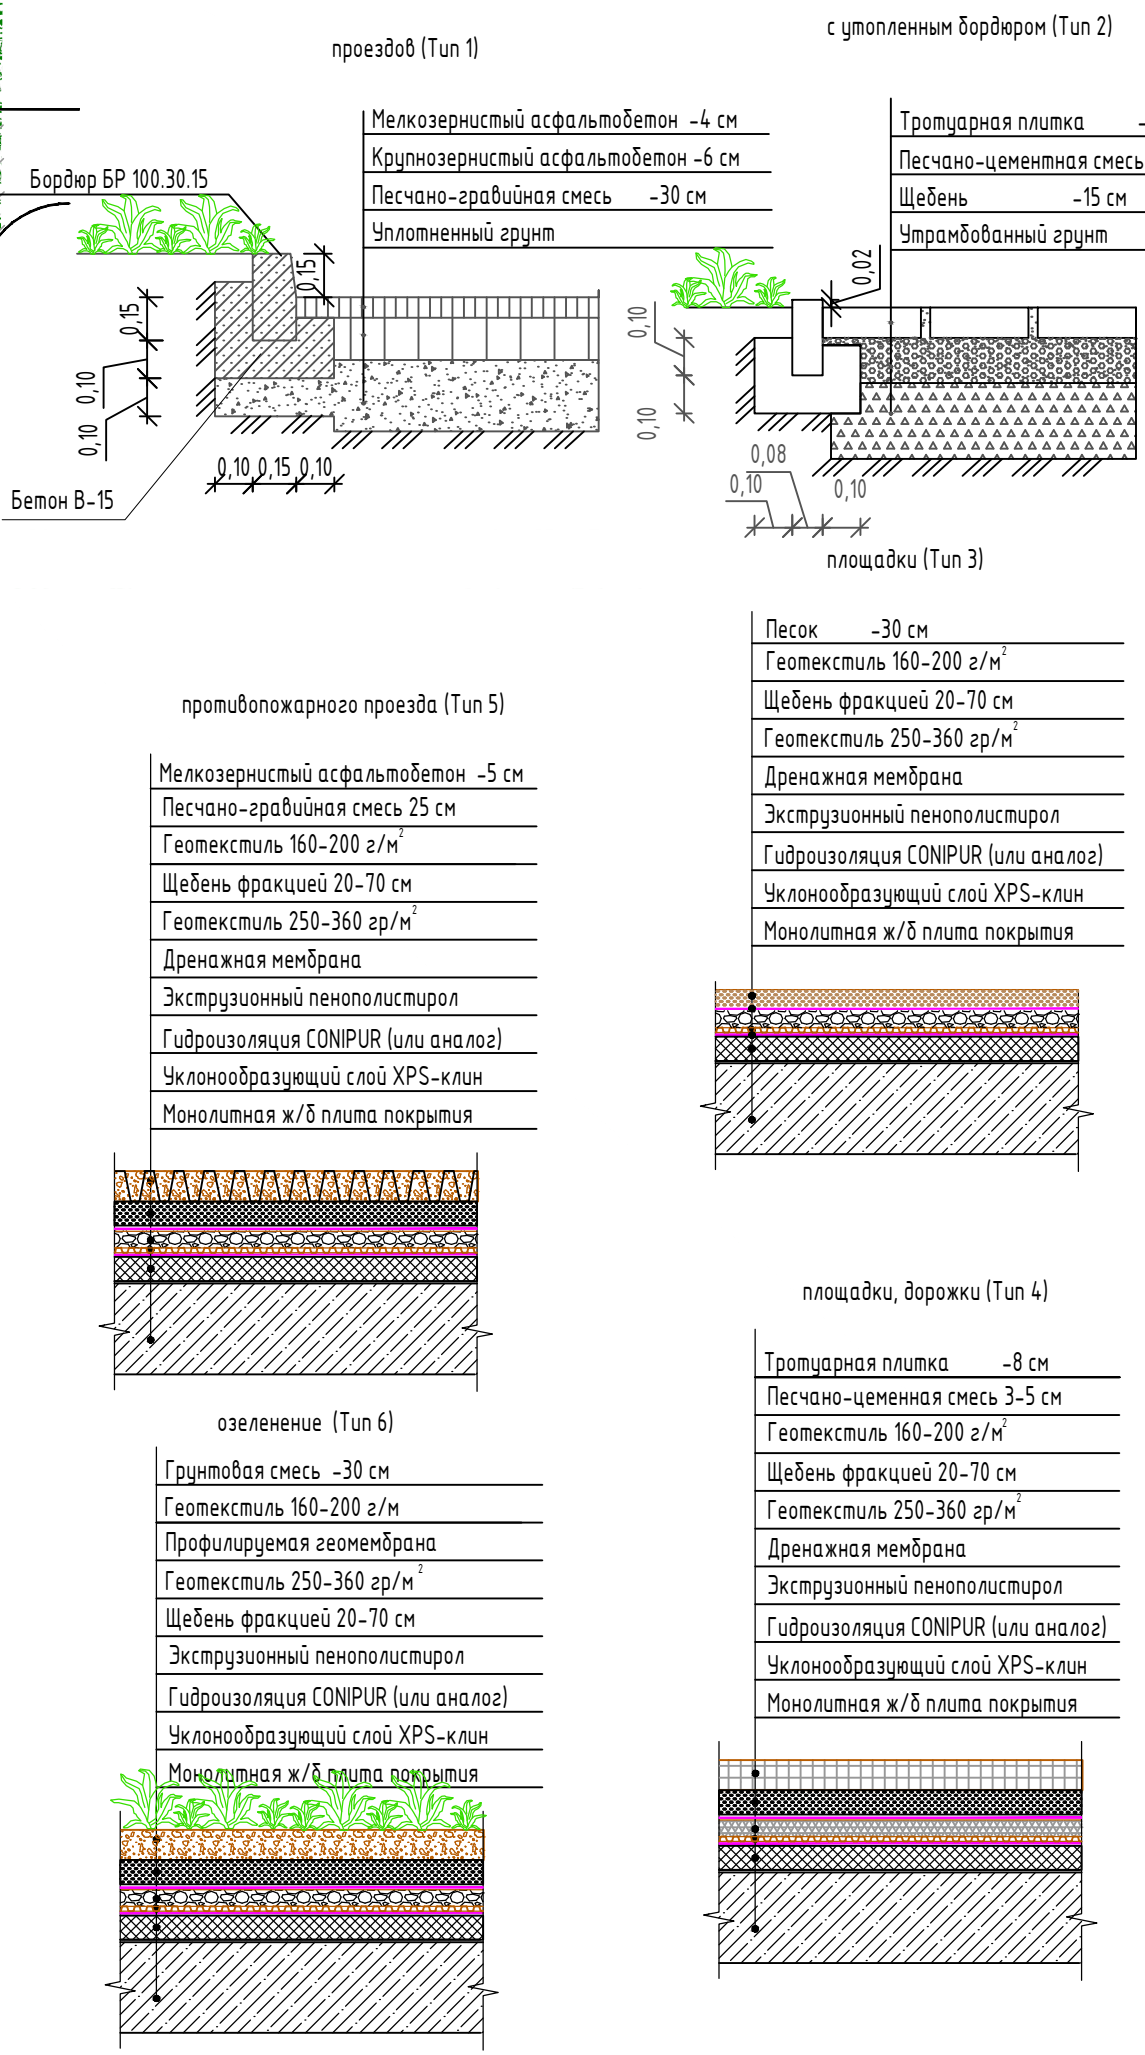 проездов (Тип 1)
Мелкозернистый асфальтобетон -4 см
Крупнозернистый асфальтобетон -6 см
Песчано-гравийная смесь -30 см
Уплотненный грунт
Бордюр БР 100.30.15
0,15
0,15
0,10
0,10
0,10 0,15 0,10
Бетон В-15
с утопленным бордюром (Тип 2)
Тротуарная плитка -
Песчано-цементная смесь
Щебень -15 см
Утрамбованный грунт
0,02
0,10
0,10
0,08
0,10
0,10
площадки (Тип 3)
Песок -30 см
Геотекстиль 160-200 г/м²
Щебень фракцией 20-70 см
Геотекстиль 250-360 гр/м²
Дренажная мембрана
Экструзионный пенополистирол
Гидроизоляция CONIPUR (или аналог)
Уклонообразующий слой XPS-клин
Монолитная ж/б плита покрытия
противопожарного проезда (Тип 5)
Мелкозернистый асфальтобетон -5 см
Песчано-гравийная смесь 25 см
Геотекстиль 160-200 г/м²
Щебень фракцией 20-70 см
Геотекстиль 250-360 гр/м²
Дренажная мембрана
Экструзионный пенополистирол
Гидроизоляция CONIPUR (или аналог)
Уклонообразующий слой XPS-клин
Монолитная ж/б плита покрытия
площадки, дорожки (Тип 4)
Тротуарная плитка -8 см
Песчано-цеменная смесь 3-5 см
Геотекстиль 160-200 г/м²
Щебень фракцией 20-70 см
Геотекстиль 250-360 гр/м²
Дренажная мембрана
Экструзионный пенополистирол
Гидроизоляция CONIPUR (или аналог)
Уклонообразующий слой XPS-клин
Монолитная ж/б плита покрытия
озеленение (Тип 6)
Грунтовая смесь -30 см
Геотекстиль 160-200 г/м
Профилируемая геомембрана
Геотекстиль 250-360 гр/м²
Щебень фракцией 20-70 см
Экструзионный пенополистирол
Гидроизоляция CONIPUR (или аналог)
Уклонообразующий слой XPS-клин
Монолитная ж/б плита покрытия